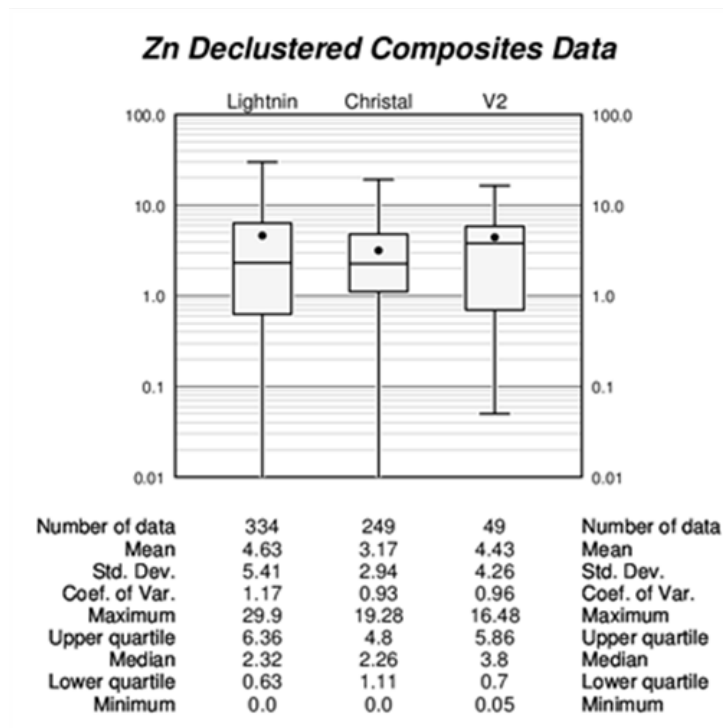 Zn Declustered Composites Data
Lightnin Christal V2
100.0 100.0
10.0 10.0
1.0 1.0
0.1 0.1
0.01 0.01
Number of data 334 249 49 Number of data
Mean 4.63 3.17 4.43 Mean
Std. Dev. 5.41 2.94 4.26 Std. Dev.
Coef. of Var. 1.17 0.93 0.96 Coef. of Var.
Maximum 29.9 19.28 16.48 Maximum
Upper quartile 6.36 4.8 5.86 Upper quartile
Median 2.32 2.26 3.8 Median
Lower quartile 0.63 1.11 0.7 Lower quartile
Minimum 0.0 0.0 0.05 Minimum